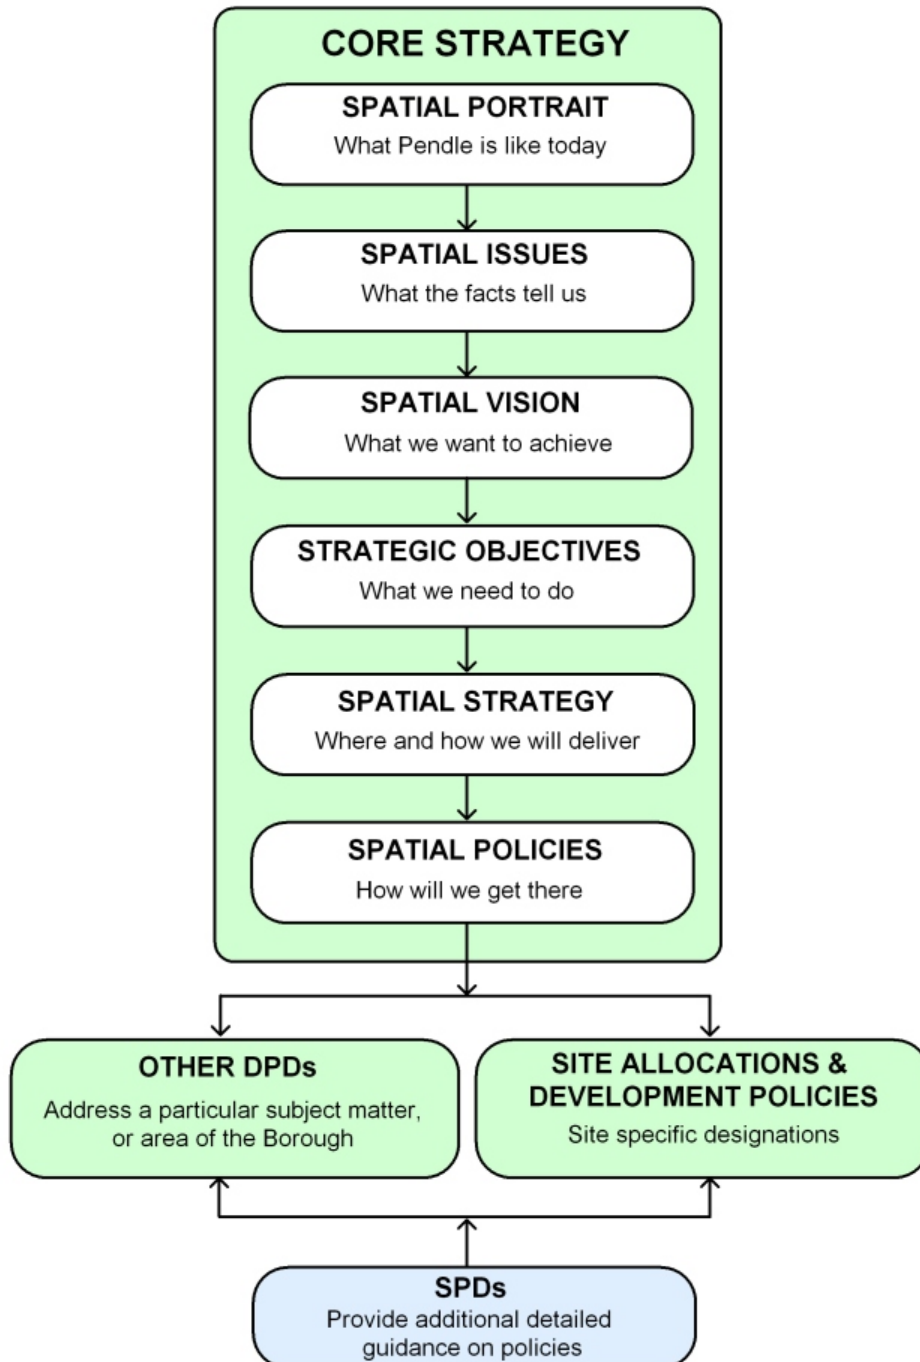 CORE STRATEGY
SPATIAL PORTRAIT
What Pendle is like today
SPATIAL ISSUES
What the facts tell us
SPATIAL VISION
What we want to achieve
STRATEGIC OBJECTIVES
What we need to do
SPATIAL STRATEGY
Where and how we will deliver
SPATIAL POLICIES
How will we get there
OTHER DPDs
Address a particular subject matter,
or area of the Borough
SITE ALLOCATIONS &
DEVELOPMENT POLICIES
Site specific designations
SPDs
Provide additional detailed
guidance on policies